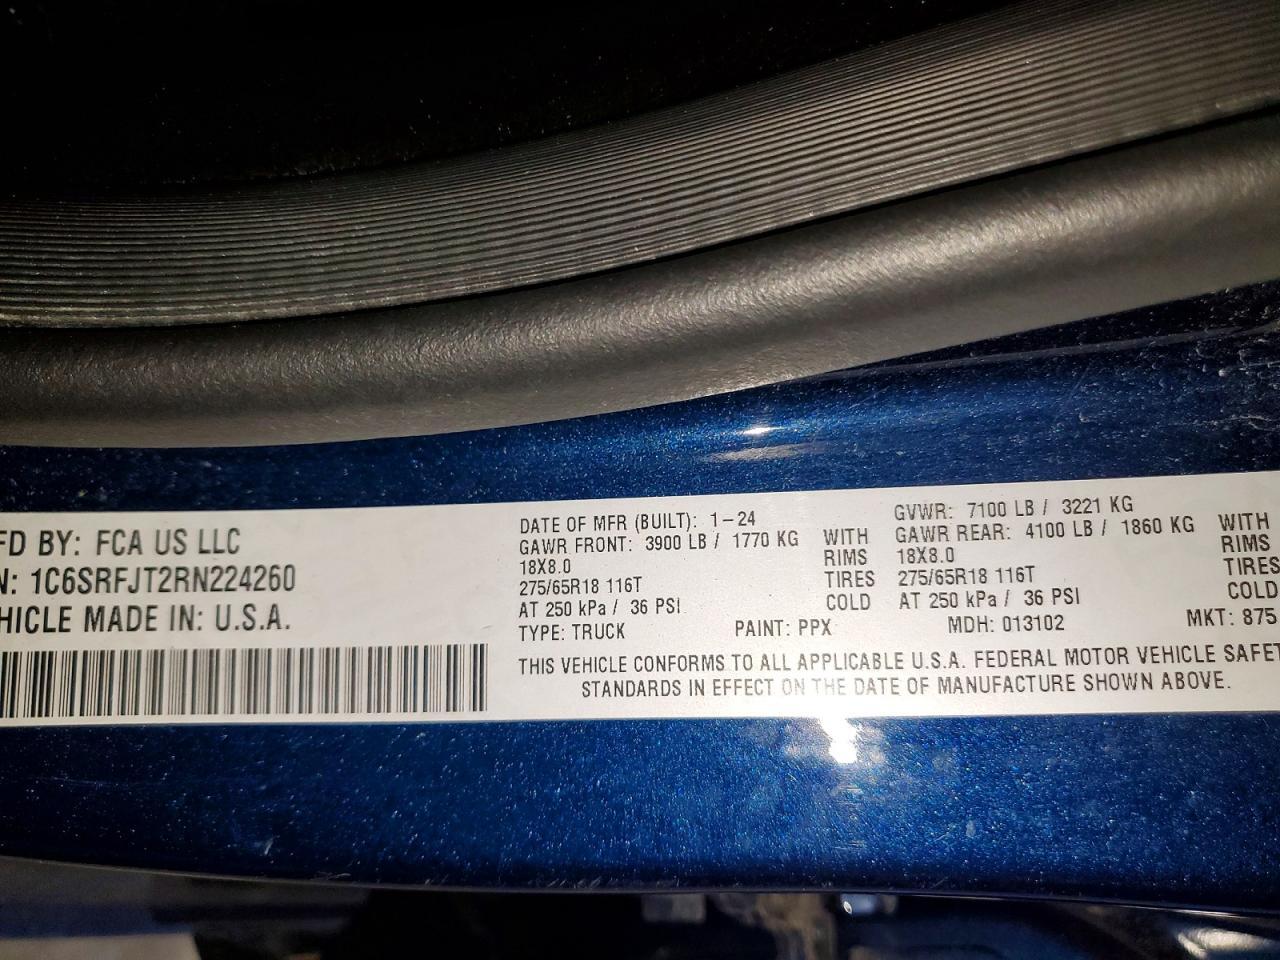 FD BY: FCA US LLC
N: 1C6SRFJT2RN224260
HICLE MADE IN: U.S.A.
DATE OF MFR (BUILT): 1-24
GAWR FRONT: 3900 LB / 1770 KG WITH
18X8.0 RIMS
275/65R18 116T TIRES
AT 250 kPa / 36 PSI COLD
TYPE: TRUCK PAINT: PPX
GVWR: 7100 LB / 3221 KG
GAWR REAR: 4100 LB / 1860 KG WITH
18X8.0 RIMS
275/65R18 116T TIRES
AT 250 kPa / 36 PSI COLD
MDH: 013102 MKT: 875
THIS VEHICLE CONFORMS TO ALL APPLICABLE U.S.A. FEDERAL MOTOR VEHICLE SAFET
STANDARDS IN EFFECT ON THE DATE OF MANUFACTURE SHOWN ABOVE.